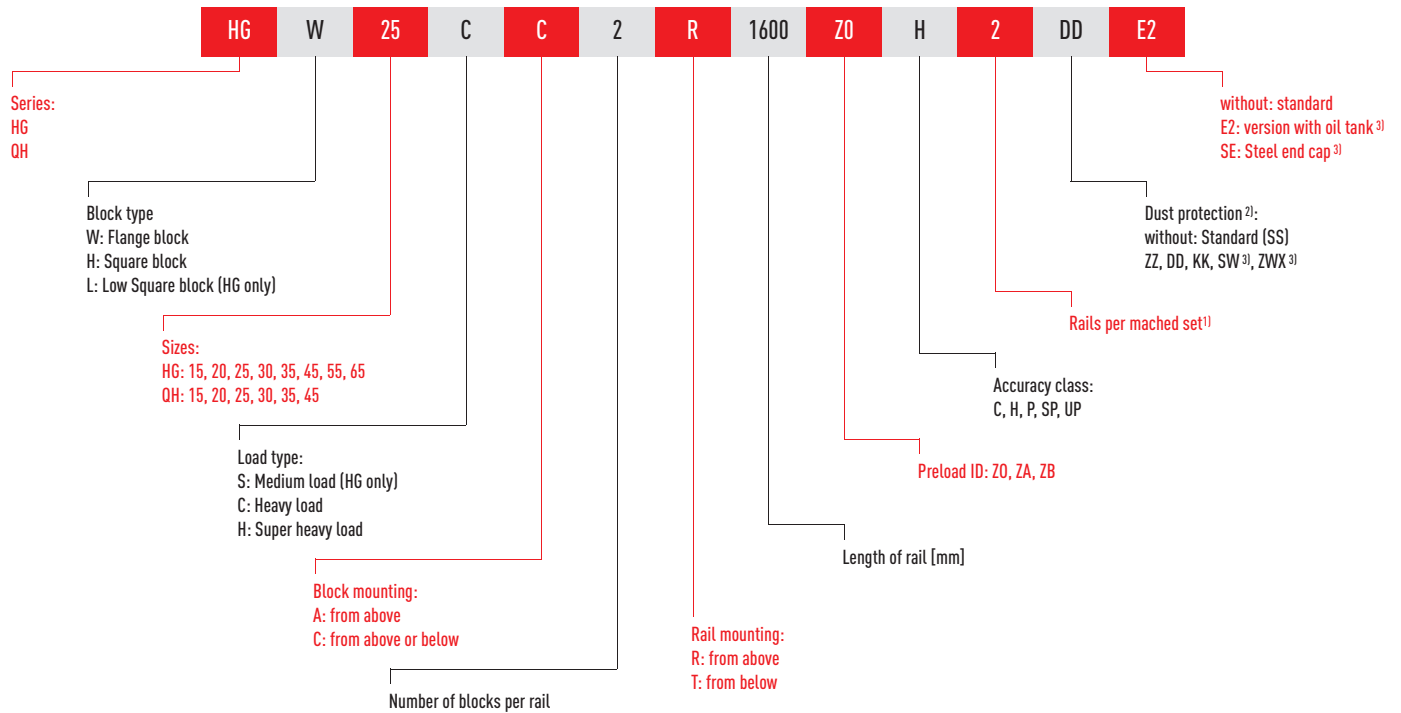 HG W 25 C C 2 R 1600 Z0 H 2 DD E2
Series:
HG
QH
without: standard
E2: version with oil tank 3)
SE: Steel end cap 3)
Block type
W: Flange block
H: Square block
L: Low Square block (HG only)
Dust protection 2):
without: Standard (SS)
ZZ, DD, KK, SW 3), ZWX 3)
Sizes:
HG: 15, 20, 25, 30, 35, 45, 55, 65
QH: 15, 20, 25, 30, 35, 45
Rails per mached set1)
Accuracy class:
C, H, P, SP, UP
Load type:
S: Medium load (HG only)
C: Heavy load
H: Super heavy load
Preload ID: Z0, ZA, ZB
Length of rail [mm]
Block mounting:
A: from above
C: from above or below
Rail mounting:
R: from above
T: from below
Number of blocks per rail